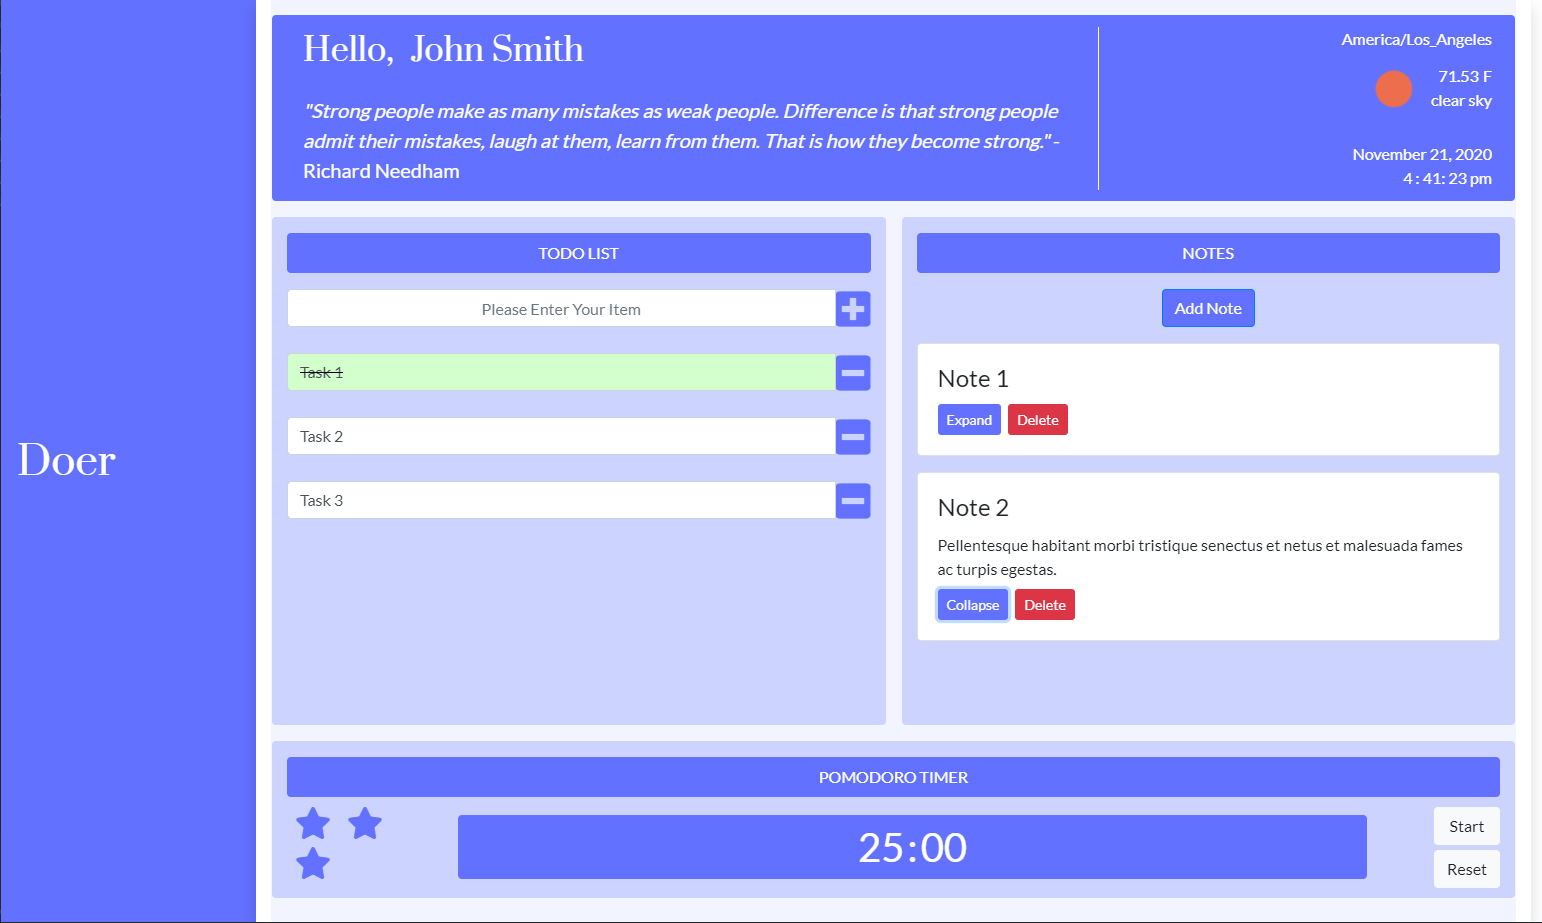 Doer
Hello, John Smith
"Strong people make as many mistakes as weak people. Difference is that strong people
admit their mistakes, laugh at them, learn from them. That is how they become strong." -
Richard Needham
America/Los_Angeles
71.53 F
clear sky
November 21, 2020
4 : 41: 23 pm
TODO LIST
Please Enter Your Item
Task 1
Task 2
Task 3
NOTES
Add Note
Note 1
Expand Delete
Note 2
Pellentesque habitant morbi tristique senectus et netus et malesuada fames
ac turpis egestas.
Collapse Delete
POMODORO TIMER
25:00
Start
Reset